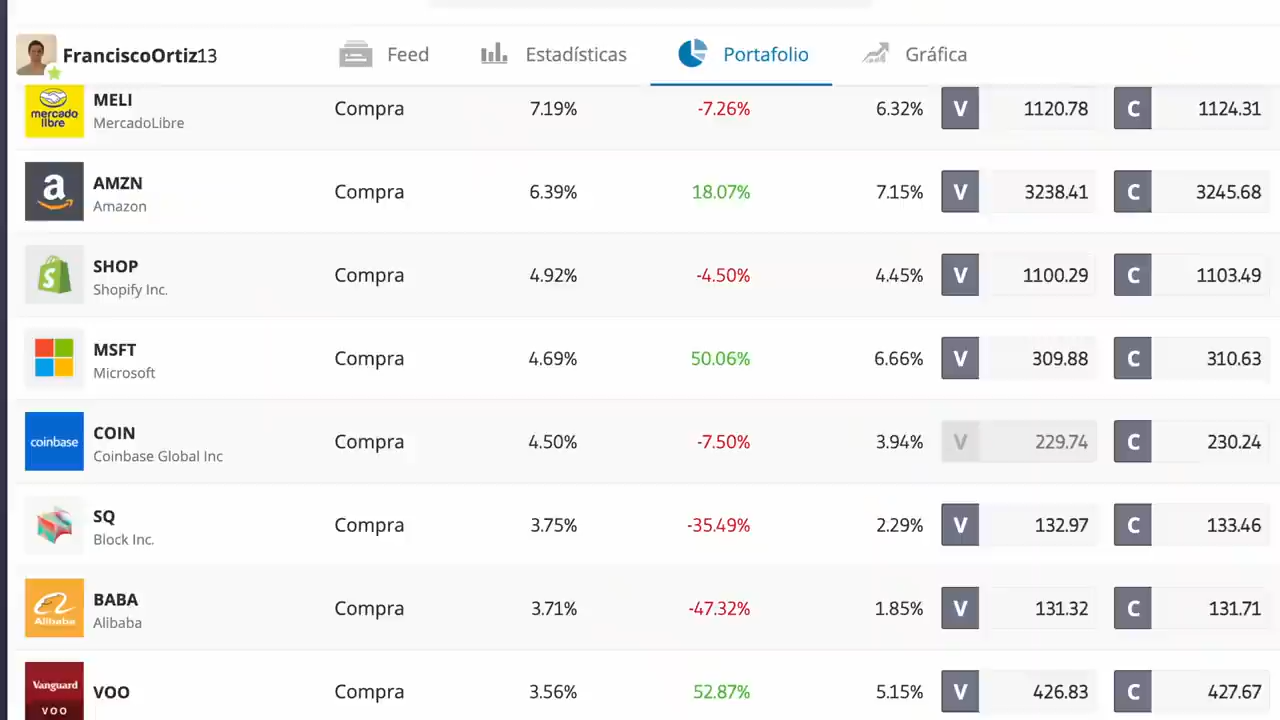 FranciscoOrtiz13
Feed
Estadísticas
Portafolio
Gráfica
mercado
libre
MELI
MercadoLibre
Compra 7.19% -7.26% 6.32% V 1120.78 C 1124.31
a
AMZN
Amazon
Compra 6.39% 18.07% 7.15% V 3238.41 C 3245.68
SHOP
Shopify Inc.
Compra 4.92% -4.50% 4.45% V 1100.29 C 1103.49
MSFT
Microsoft
Compra 4.69% 50.06% 6.66% V 309.88 C 310.63
coinbase
COIN
Coinbase Global Inc
Compra 4.50% -7.50% 3.94% V 229.74 C 230.24
SQ
Block Inc.
Compra 3.75% -35.49% 2.29% V 132.97 C 133.46
Alibaba
BABA
Alibaba
Compra 3.71% -47.32% 1.85% V 131.32 C 131.71
Vanguard
VOO
VOO
Compra 3.56% 52.87% 5.15% V 426.83 C 427.67